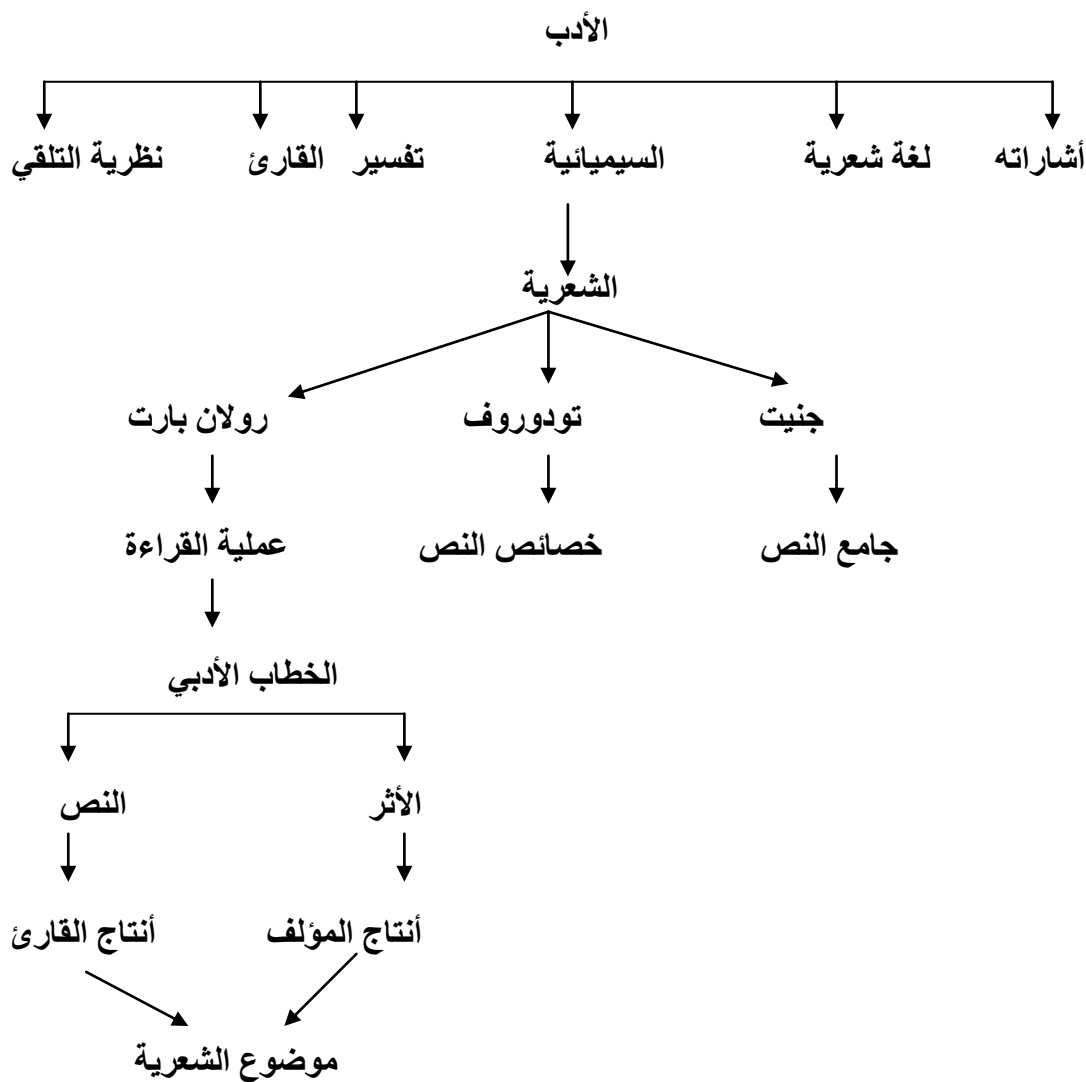 الأدب
أشاراته لغة شعرية السيميائية تفسير القارئ نظرية التلقي
الشعرية
جنيت تودوروف رولان بارت
جامع النص خصائص النص عملية القراءة
الخطاب الأدبي
الأثر النص
أنتاج المؤلف أنتاج القارئ
موضوع الشعرية